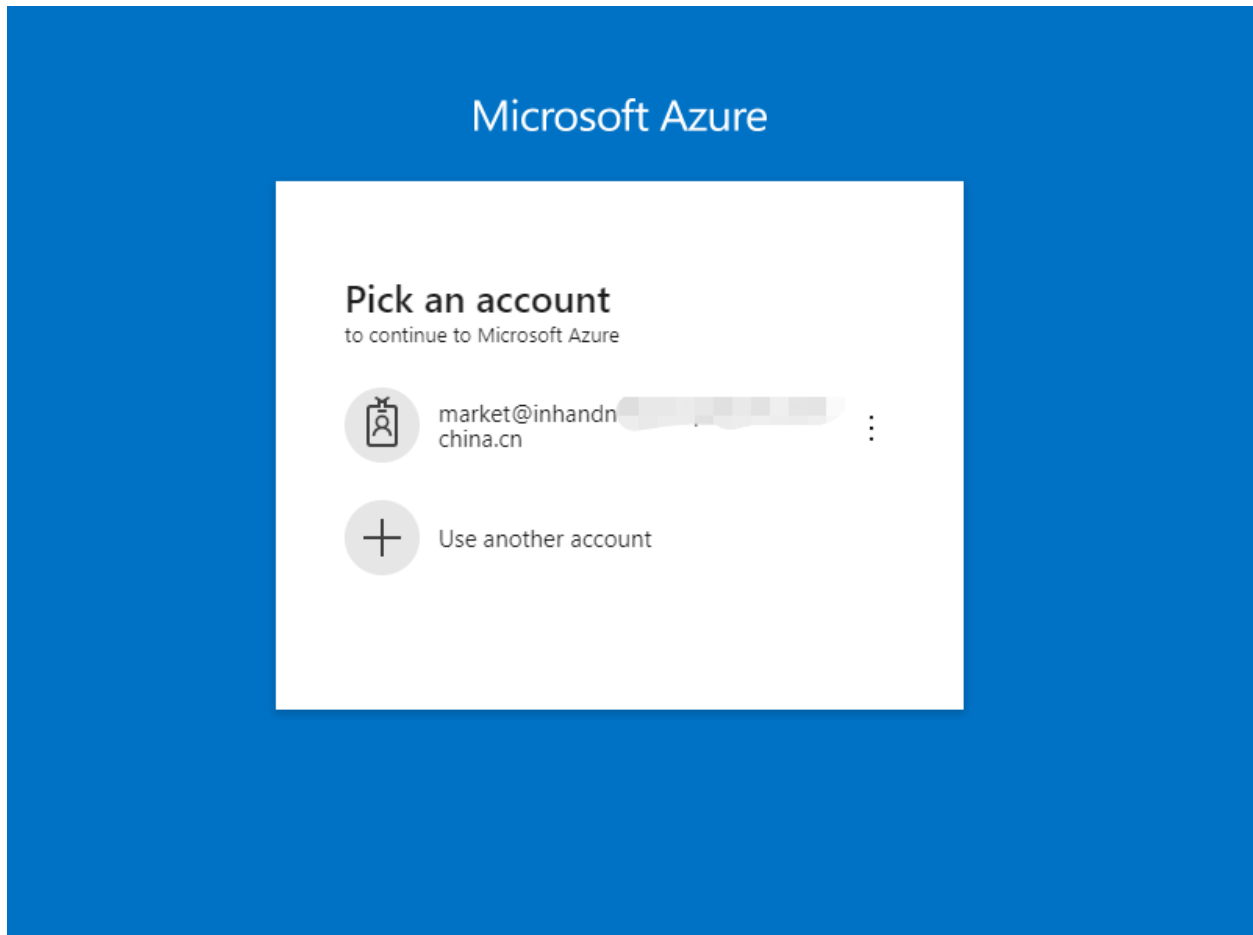 Microsoft Azure
Pick an account
to continue to Microsoft Azure
market@inhandn
china.cn
Use another account